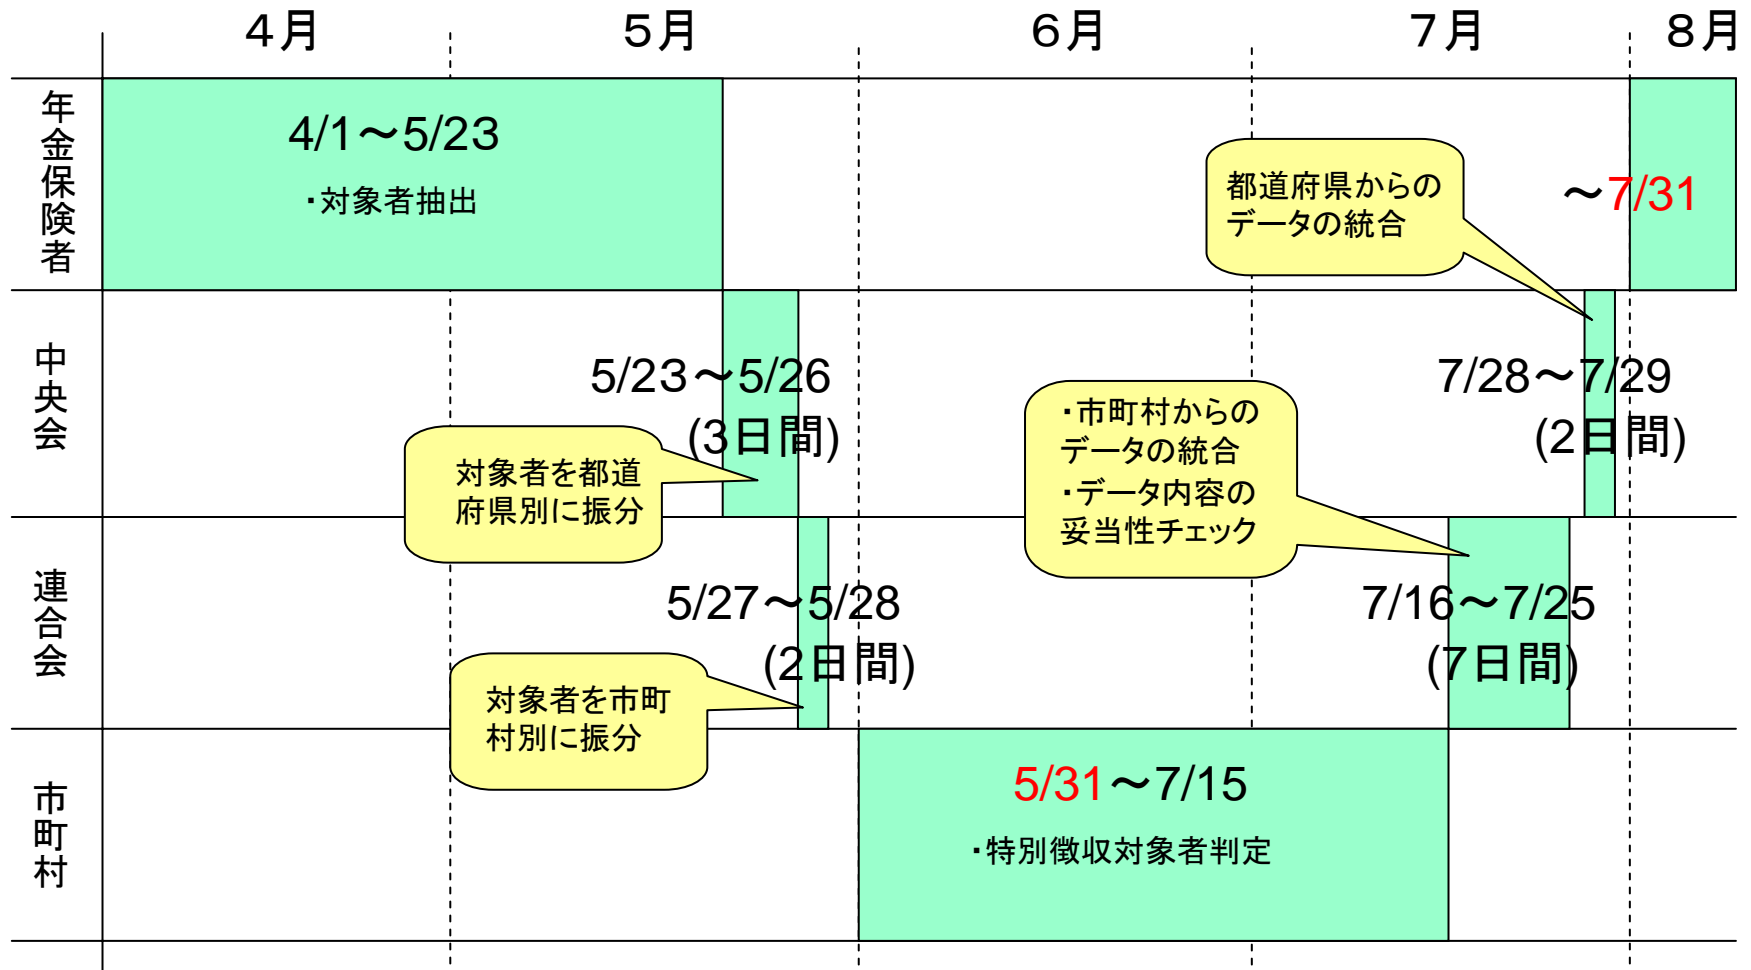 ４月 ５月 ６月 ７月 ８月
年金保険者
4/1～5/23
・対象者抽出
都道府県からの
データの統合
～7/31
中央会
5/23～5/26
(3日間)
対象者を都道
府県別に振分
・市町村からの
データの統合
・データ内容の
妥当性チェック
7/28～7/29
(2日間)
連合会
5/27～5/28
(2日間)
対象者を市町
村別に振分
7/16～7/25
(7日間)
市町村
5/31～7/15
・特別徴収対象者判定